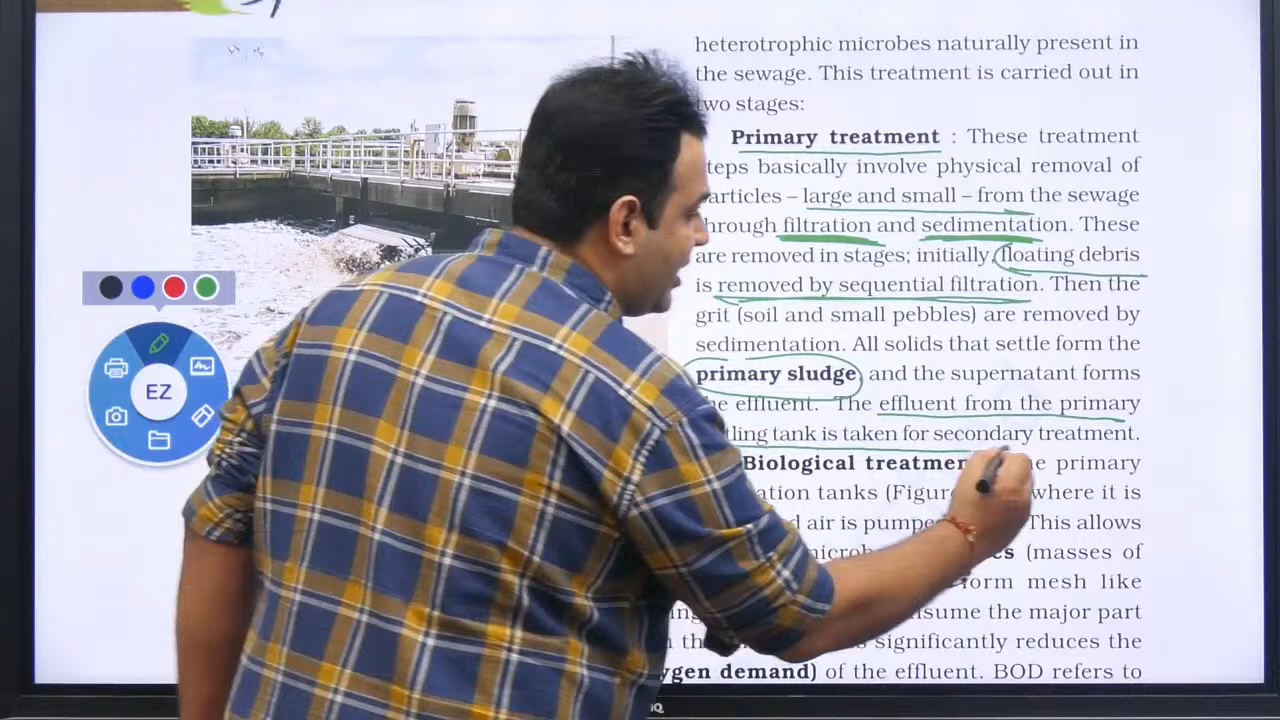 heterotrophic microbes naturally present in
the sewage. This treatment is carried out in
two stages:
Primary treatment : These treatment
steps basically involve physical removal of
particles – large and small – from the sewage
through filtration and sedimentation. These
are removed in stages; initially, floating debris
is removed by sequential filtration. Then the
grit (soil and small pebbles) are removed by
sedimentation. All solids that settle form the
primary sludge, and the supernatant forms
the effluent. The effluent from the primary
tling tank is taken for secondary treatment.
Biological treatmen primary
ation tanks (Figur where it is
air is pumpe This allows
microb es (masses of
form mesh like
sume the major part
significantly reduces the
ygen demand) of the effluent. BOD refers to
EZ